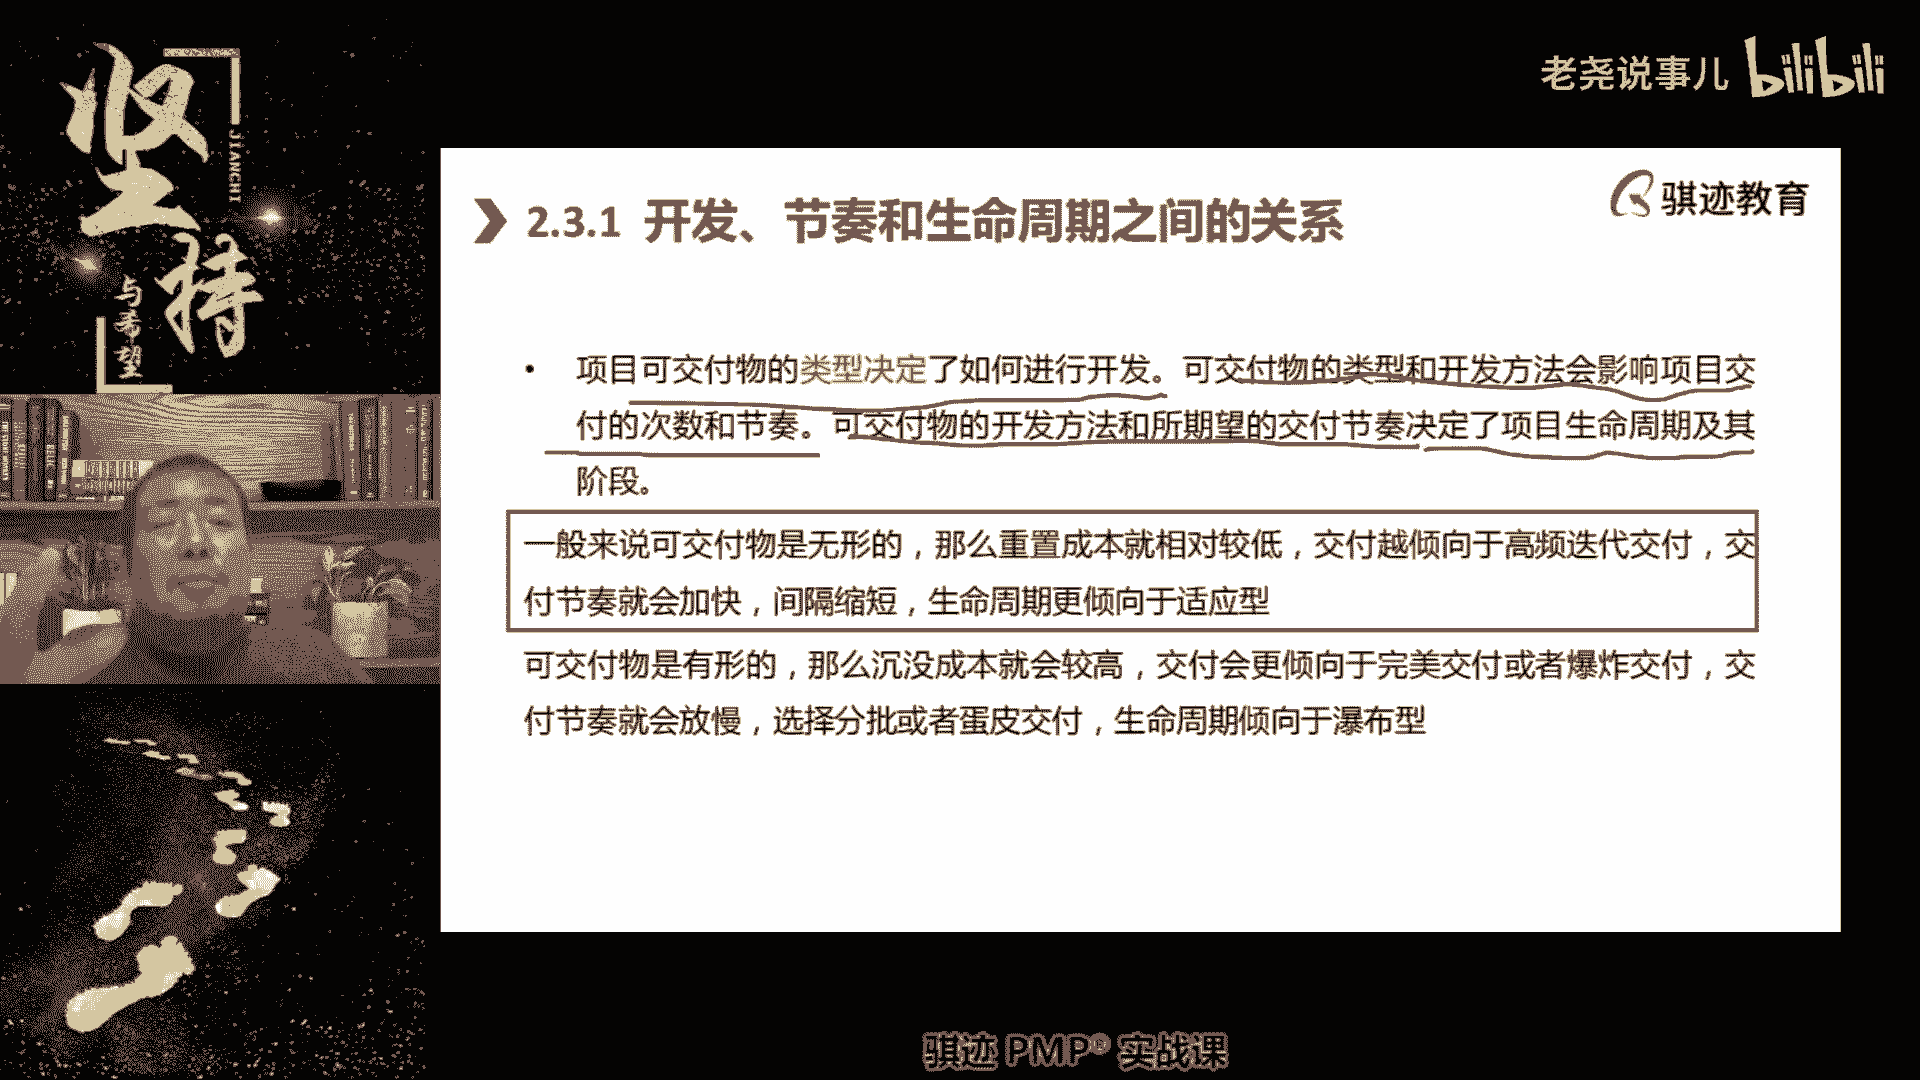 坚持
JIANCHI
与希望
老尧说事儿 bilibili
骐迹教育
2.3.1 开发、节奏和生命周期之间的关系
• 项目可交付物的类型决定了如何进行开发。可交付物的类型和开发方法会影响项目交
付的次数和节奏。可交付物的开发方法和所期望的交付节奏决定了项目生命周期及其
阶段。
一般来说可交付物是无形的，那么重置成本就相对较低，交付越倾向于高频迭代交付，交
付节奏就会加快，间隔缩短，生命周期更倾向于适应型
可交付物是有形的，那么沉没成本就会较高，交付会更倾向于完美交付或者爆炸交付，交
付节奏就会放慢，选择分批或者蛋皮交付，生命周期倾向于瀑布型
骐迹 PMP® 实战课